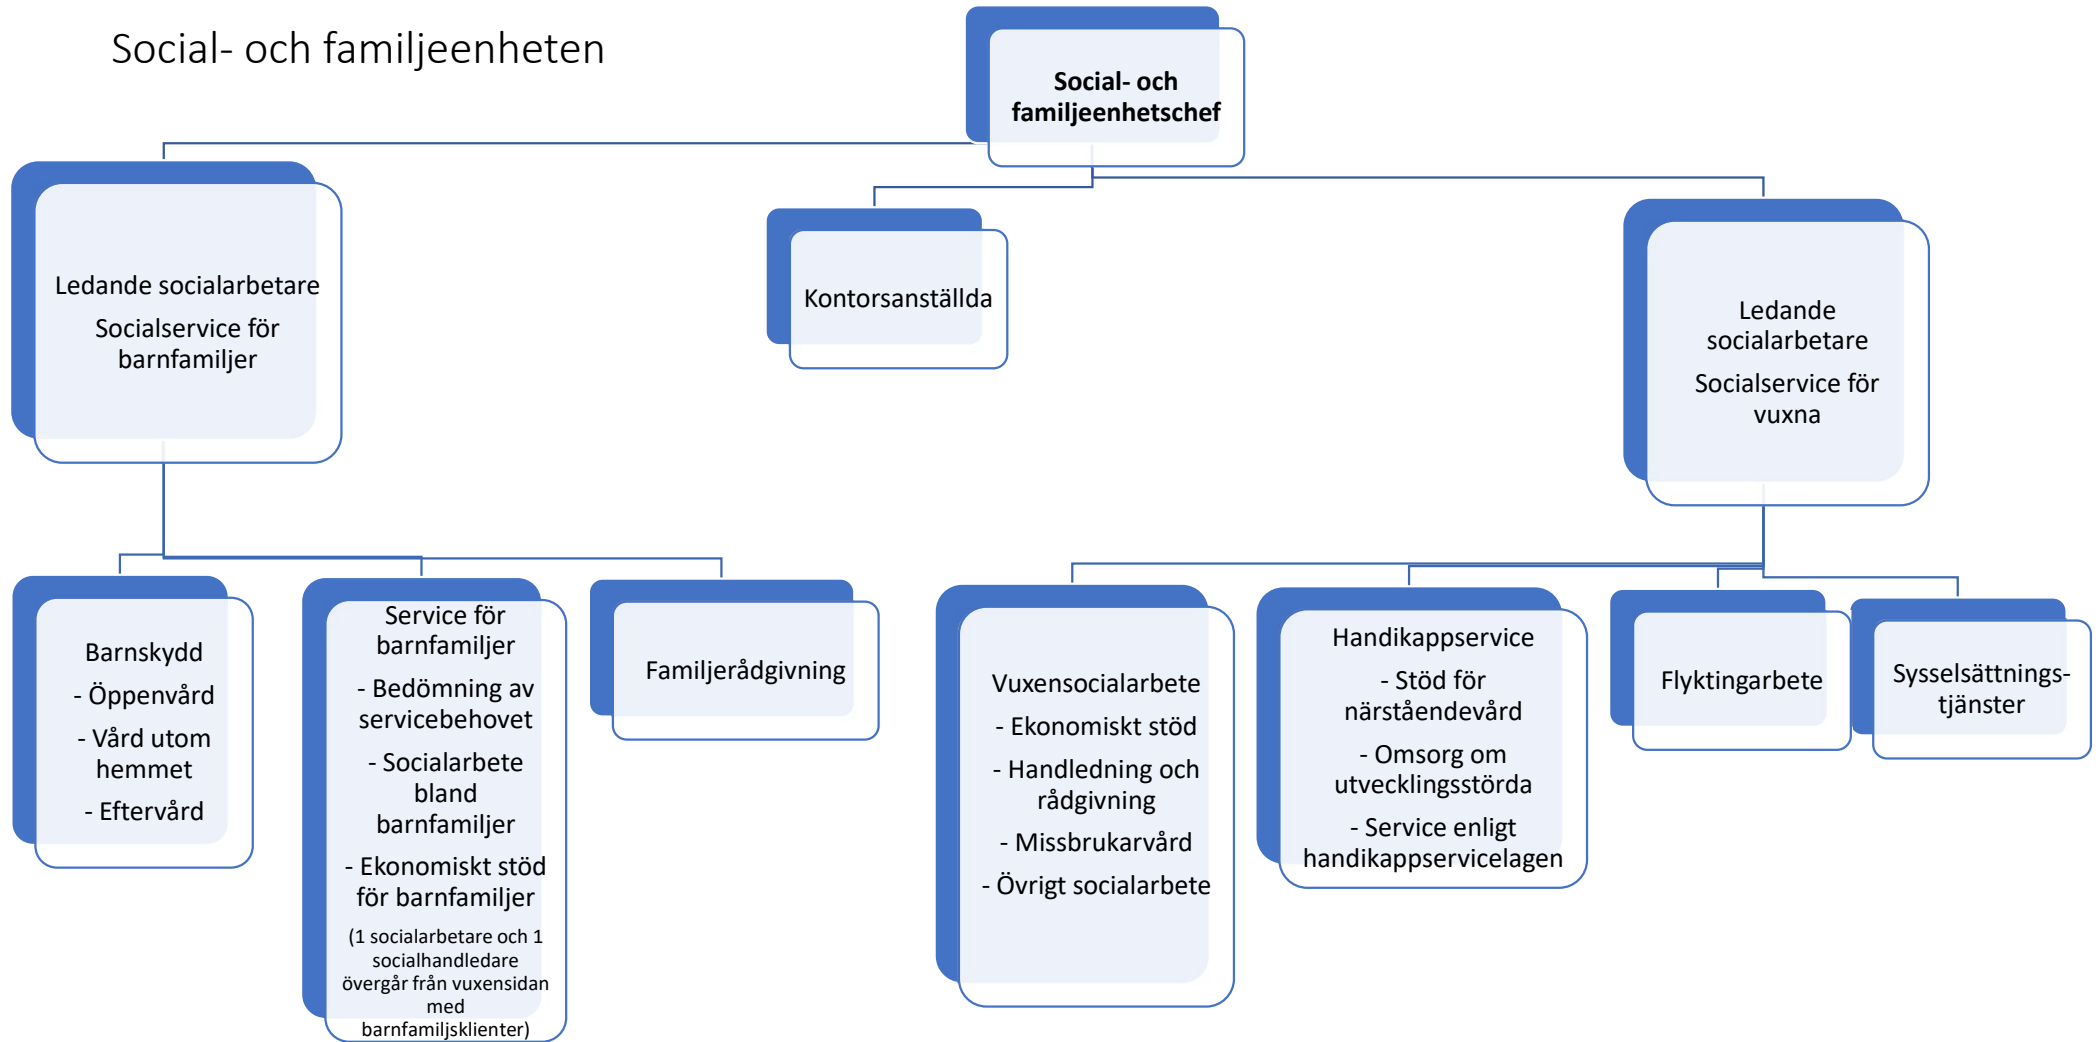 Social- och familjeenheten
Social- och
familjeenhetschef
Ledande socialarbetare
Socialservice för
barnfamiljer
Kontorsanställda
Ledande
socialarbetare
Socialservice för
vuxna
Barnskydd
- Öppenvård
- Vård utom
hemmet
- Eftervård
Service för
barnfamiljer
- Bedömning av
servicebehovet
- Socialarbete
bland
barnfamiljer
- Ekonomiskt stöd
för barnfamiljer
(1 socialarbetare och 1
socialhandledare
övergår från vuxensidan
med
barnfamiljsklienter)
Familjerådgivning
Vuxensocialarbete
- Ekonomiskt stöd
- Handledning och
rådgivning
- Missbrukarvård
- Övrigt socialarbete
Handikappservice
- Stöd för
närståendevård
- Omsorg om
utvecklingsstörda
- Service enligt
handikappservicelagen
Flyktingarbete
Sysselsättnings-
tjänster